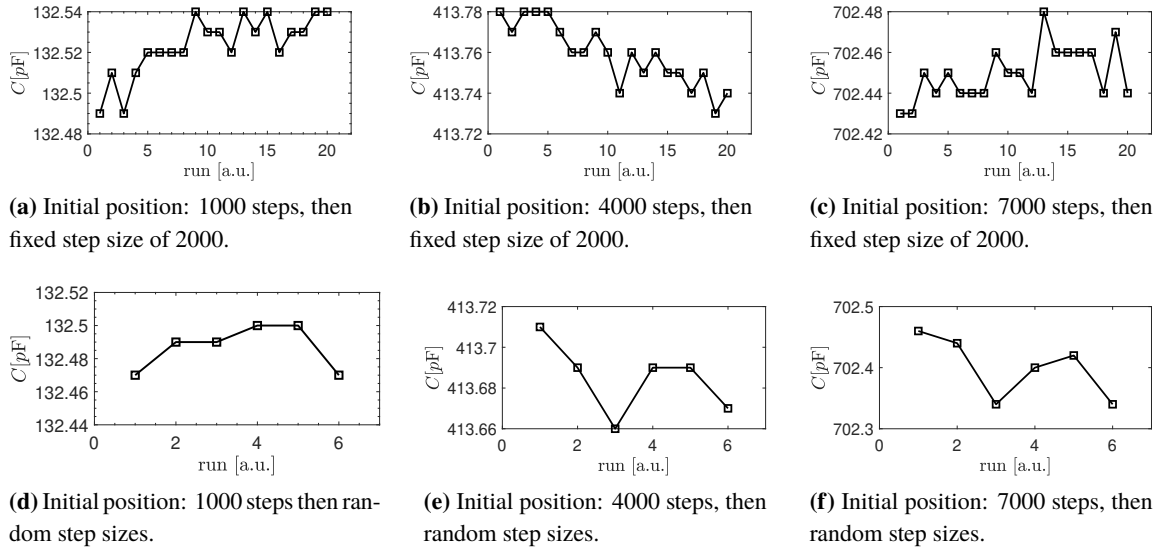 132.54
132.52
132.5
132.48
C[pF]
0 5 10 15 20
run [a.u.]
413.78
413.76
413.74
413.72
C[pF]
0 5 10 15 20
run [a.u.]
702.48
702.46
702.44
702.42
C[pF]
0 5 10 15 20
run [a.u.]
(a) Initial position: 1000 steps, then
fixed step size of 2000.
(b) Initial position: 4000 steps, then
fixed step size of 2000.
(c) Initial position: 7000 steps, then
fixed step size of 2000.
132.52
132.5
132.48
132.46
132.44
C[pF]
0 2 4 6
run [a.u.]
413.72
413.7
413.68
413.66
C[pF]
0 2 4 6
run [a.u.]
702.5
702.4
702.3
C[pF]
0 2 4 6
run [a.u.]
(d) Initial position: 1000 steps then ran-
dom step sizes.
(e) Initial position: 4000 steps, then
random step sizes.
(f) Initial position: 7000 steps, then
random step sizes.